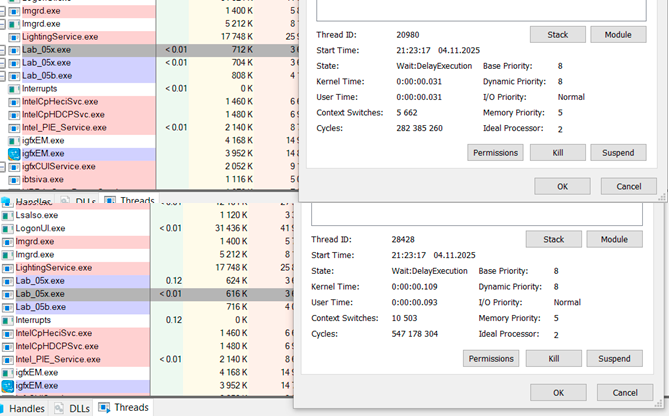 Imgrd.exe 1 400 K
Imgrd.exe 5 212 K
LightingService.exe 17 748 K
Lab_05x.exe < 0.01 712 K
Lab_05x.exe < 0.01 704 K
Lab_05b.exe 808 K
Interrupts < 0.01 0 K
IntelCpHeciSvc.exe 1 460 K
IntelCpHDCPSvc.exe 1 480 K
Intel_PIE_Service.exe < 0.01 2 140 K
igfxEM.exe 4 168 K
igfxEM.exe 3 952 K
igfxCUIService.exe 2 052 K
ibtsiva.exe 1 116 K
Handles DLLs Threads
Thread ID: 20980 Stack Module
Start Time: 21:23:17 04.11.2025
State: Wait:DelayExecution Base Priority: 8
Kernel Time: 0:00:00.031 Dynamic Priority: 8
User Time: 0:00:00.031 I/O Priority: Normal
Context Switches: 5 662 Memory Priority: 5
Cycles: 282 385 260 Ideal Processor: 2
Permissions Kill Suspend
OK Cancel
Lsalso.exe 1 120 K
LogonUI.exe < 0.01 31 436 K
Imgrd.exe 1 400 K
Imgrd.exe 5 212 K
LightingService.exe 17 748 K
Lab_05x.exe 0.12 624 K
Lab_05x.exe < 0.01 616 K
Lab_05b.exe 716 K
Interrupts 0.12 0 K
IntelCpHeciSvc.exe 1 460 K
IntelCpHDCPSvc.exe 1 480 K
Intel_PIE_Service.exe < 0.01 2 140 K
igfxEM.exe 4 168 K
igfxEM.exe 3 952 K
Handles DLLs Threads
Thread ID: 28428 Stack Module
Start Time: 21:23:17 04.11.2025
State: Wait:DelayExecution Base Priority: 8
Kernel Time: 0:00:00.109 Dynamic Priority: 8
User Time: 0:00:00.093 I/O Priority: Normal
Context Switches: 10 503 Memory Priority: 5
Cycles: 547 178 304 Ideal Processor: 2
Permissions Kill Suspend
OK Cancel